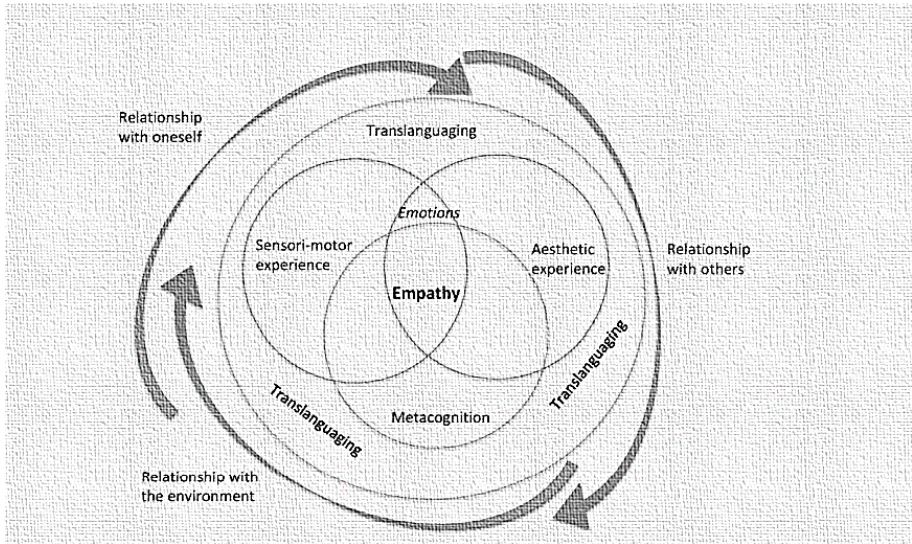 Relationship
with oneself
Translanguaging
Emotions
Sensori-motor
experience
Aesthetic
experience
Relationship
with others
Empathy
Translanguaging
Translanguaging
Metacognition
Relationship with
the environment